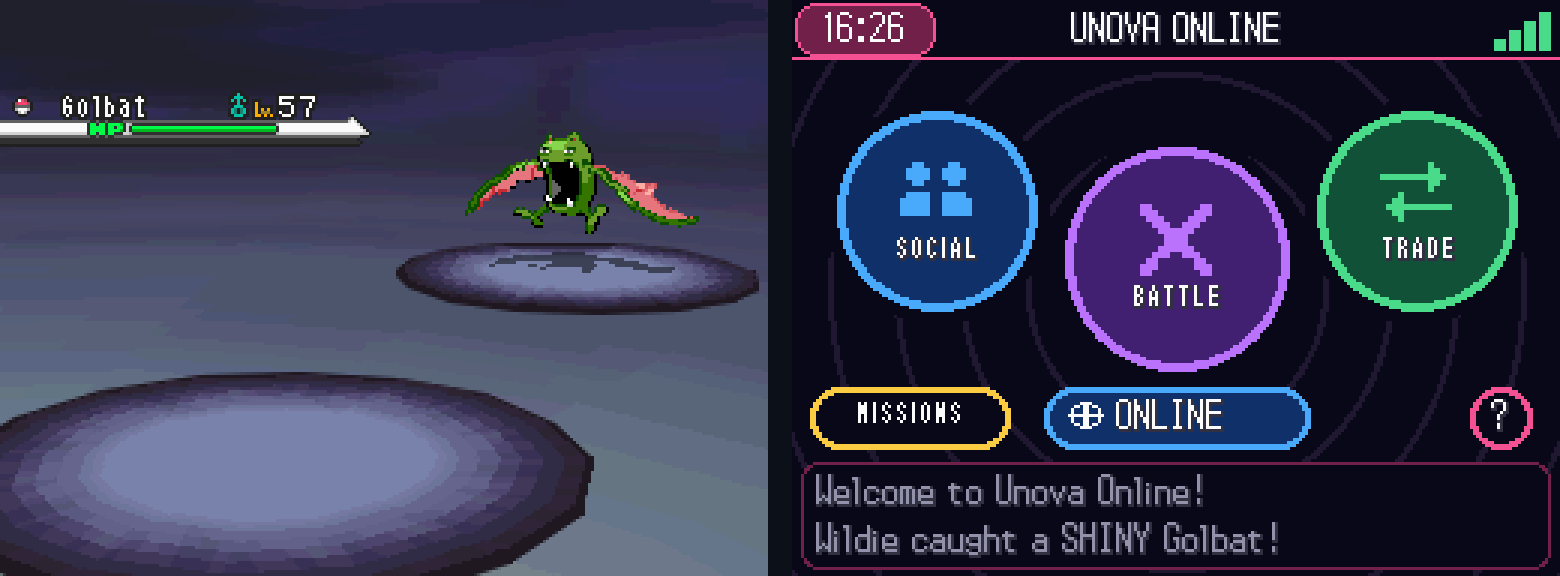 Golbat ♂ Lv.57
HP
16:26
UNOVA ONLINE
SOCIAL
BATTLE
TRADE
MISSIONS
ONLINE
?
Welcome to Unova Online!
Wildie caught a SHINY Golbat!